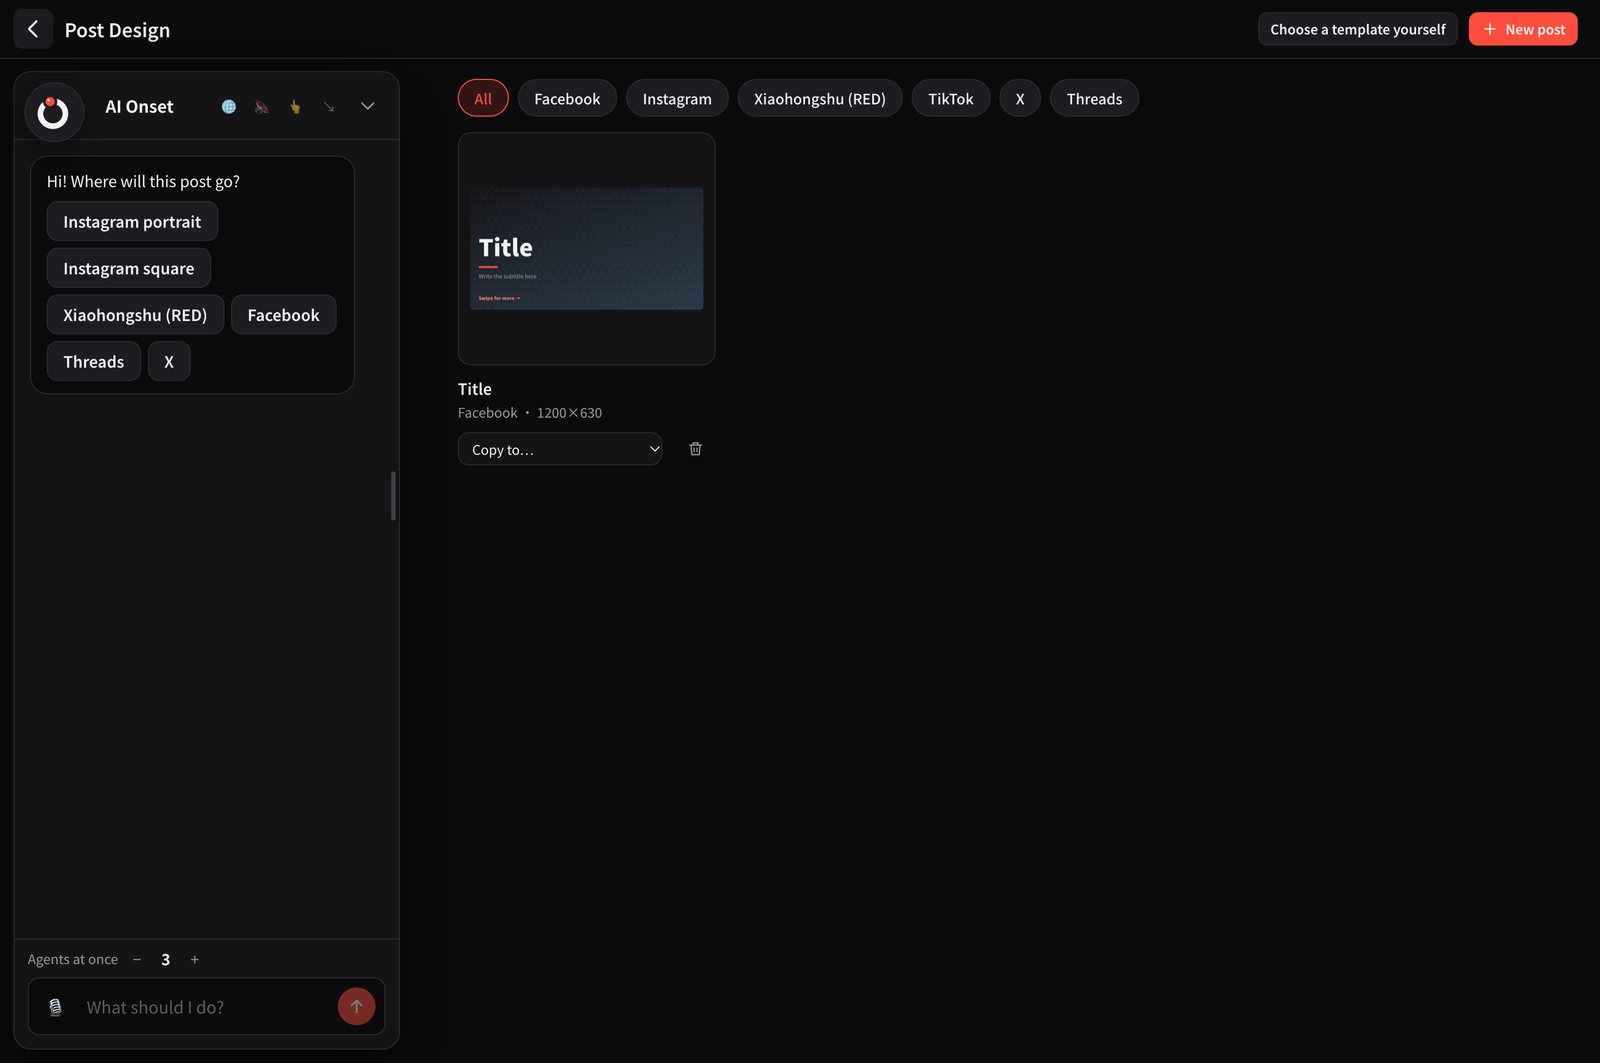 Post Design
Choose a template yourself
New post
AI Onset
Hi! Where will this post go?
Instagram portrait
Instagram square
Xiaohongshu (RED)
Facebook
Threads
X
Agents at once − 3 +
What should I do?
All
Facebook
Instagram
Xiaohongshu (RED)
TikTok
X
Threads
Title
Write the subtitle here
Swipe for more →
Title
Facebook • 1200×630
Copy to…